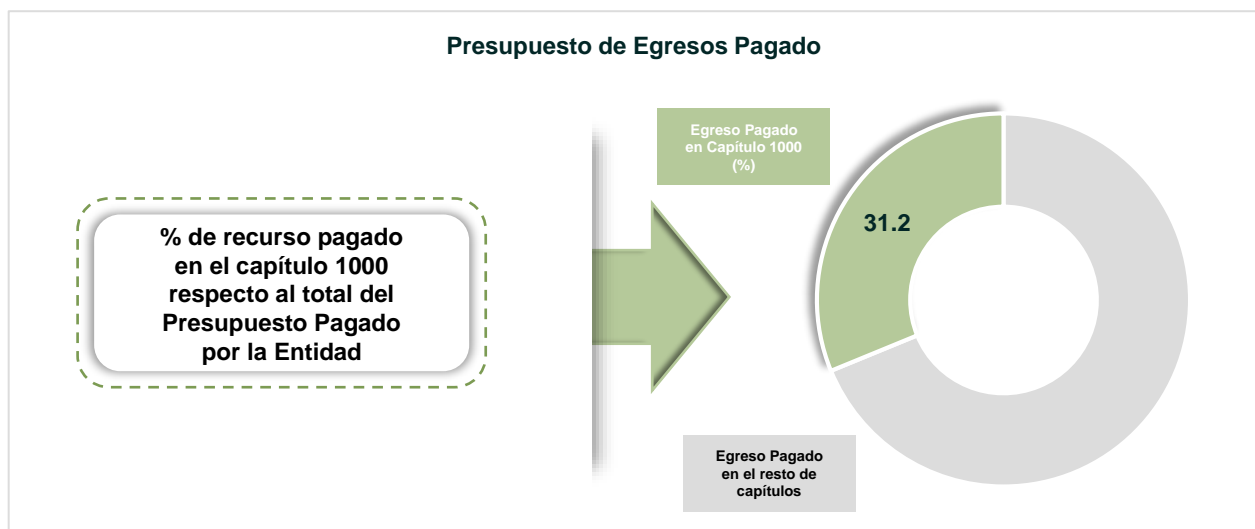 Presupuesto de Egresos Pagado
Egreso Pagado
en Capítulo 1000
(%)
31.2
% de recurso pagado
en el capítulo 1000
respecto al total del
Presupuesto Pagado
por la Entidad
Egreso Pagado
en el resto de
capítulos